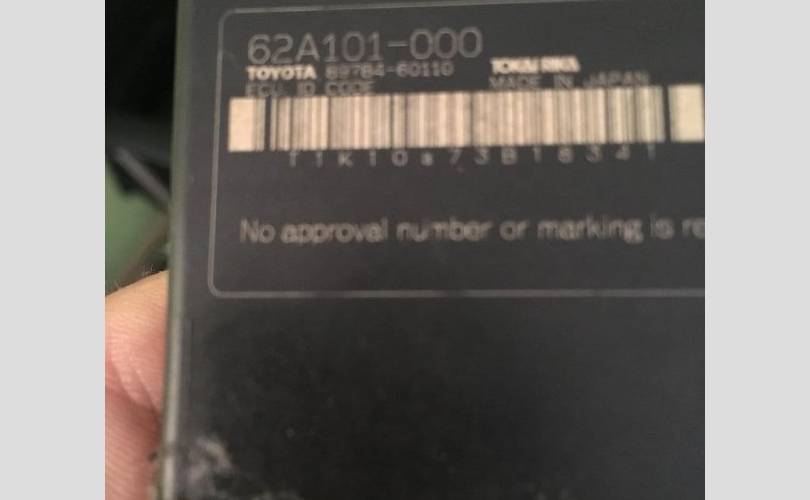 62A101-000
TOYOTA 89784-60110 TOKAI RIKA
ECU. ID CODE MADE IN JAPAN
No approval number or marking is re